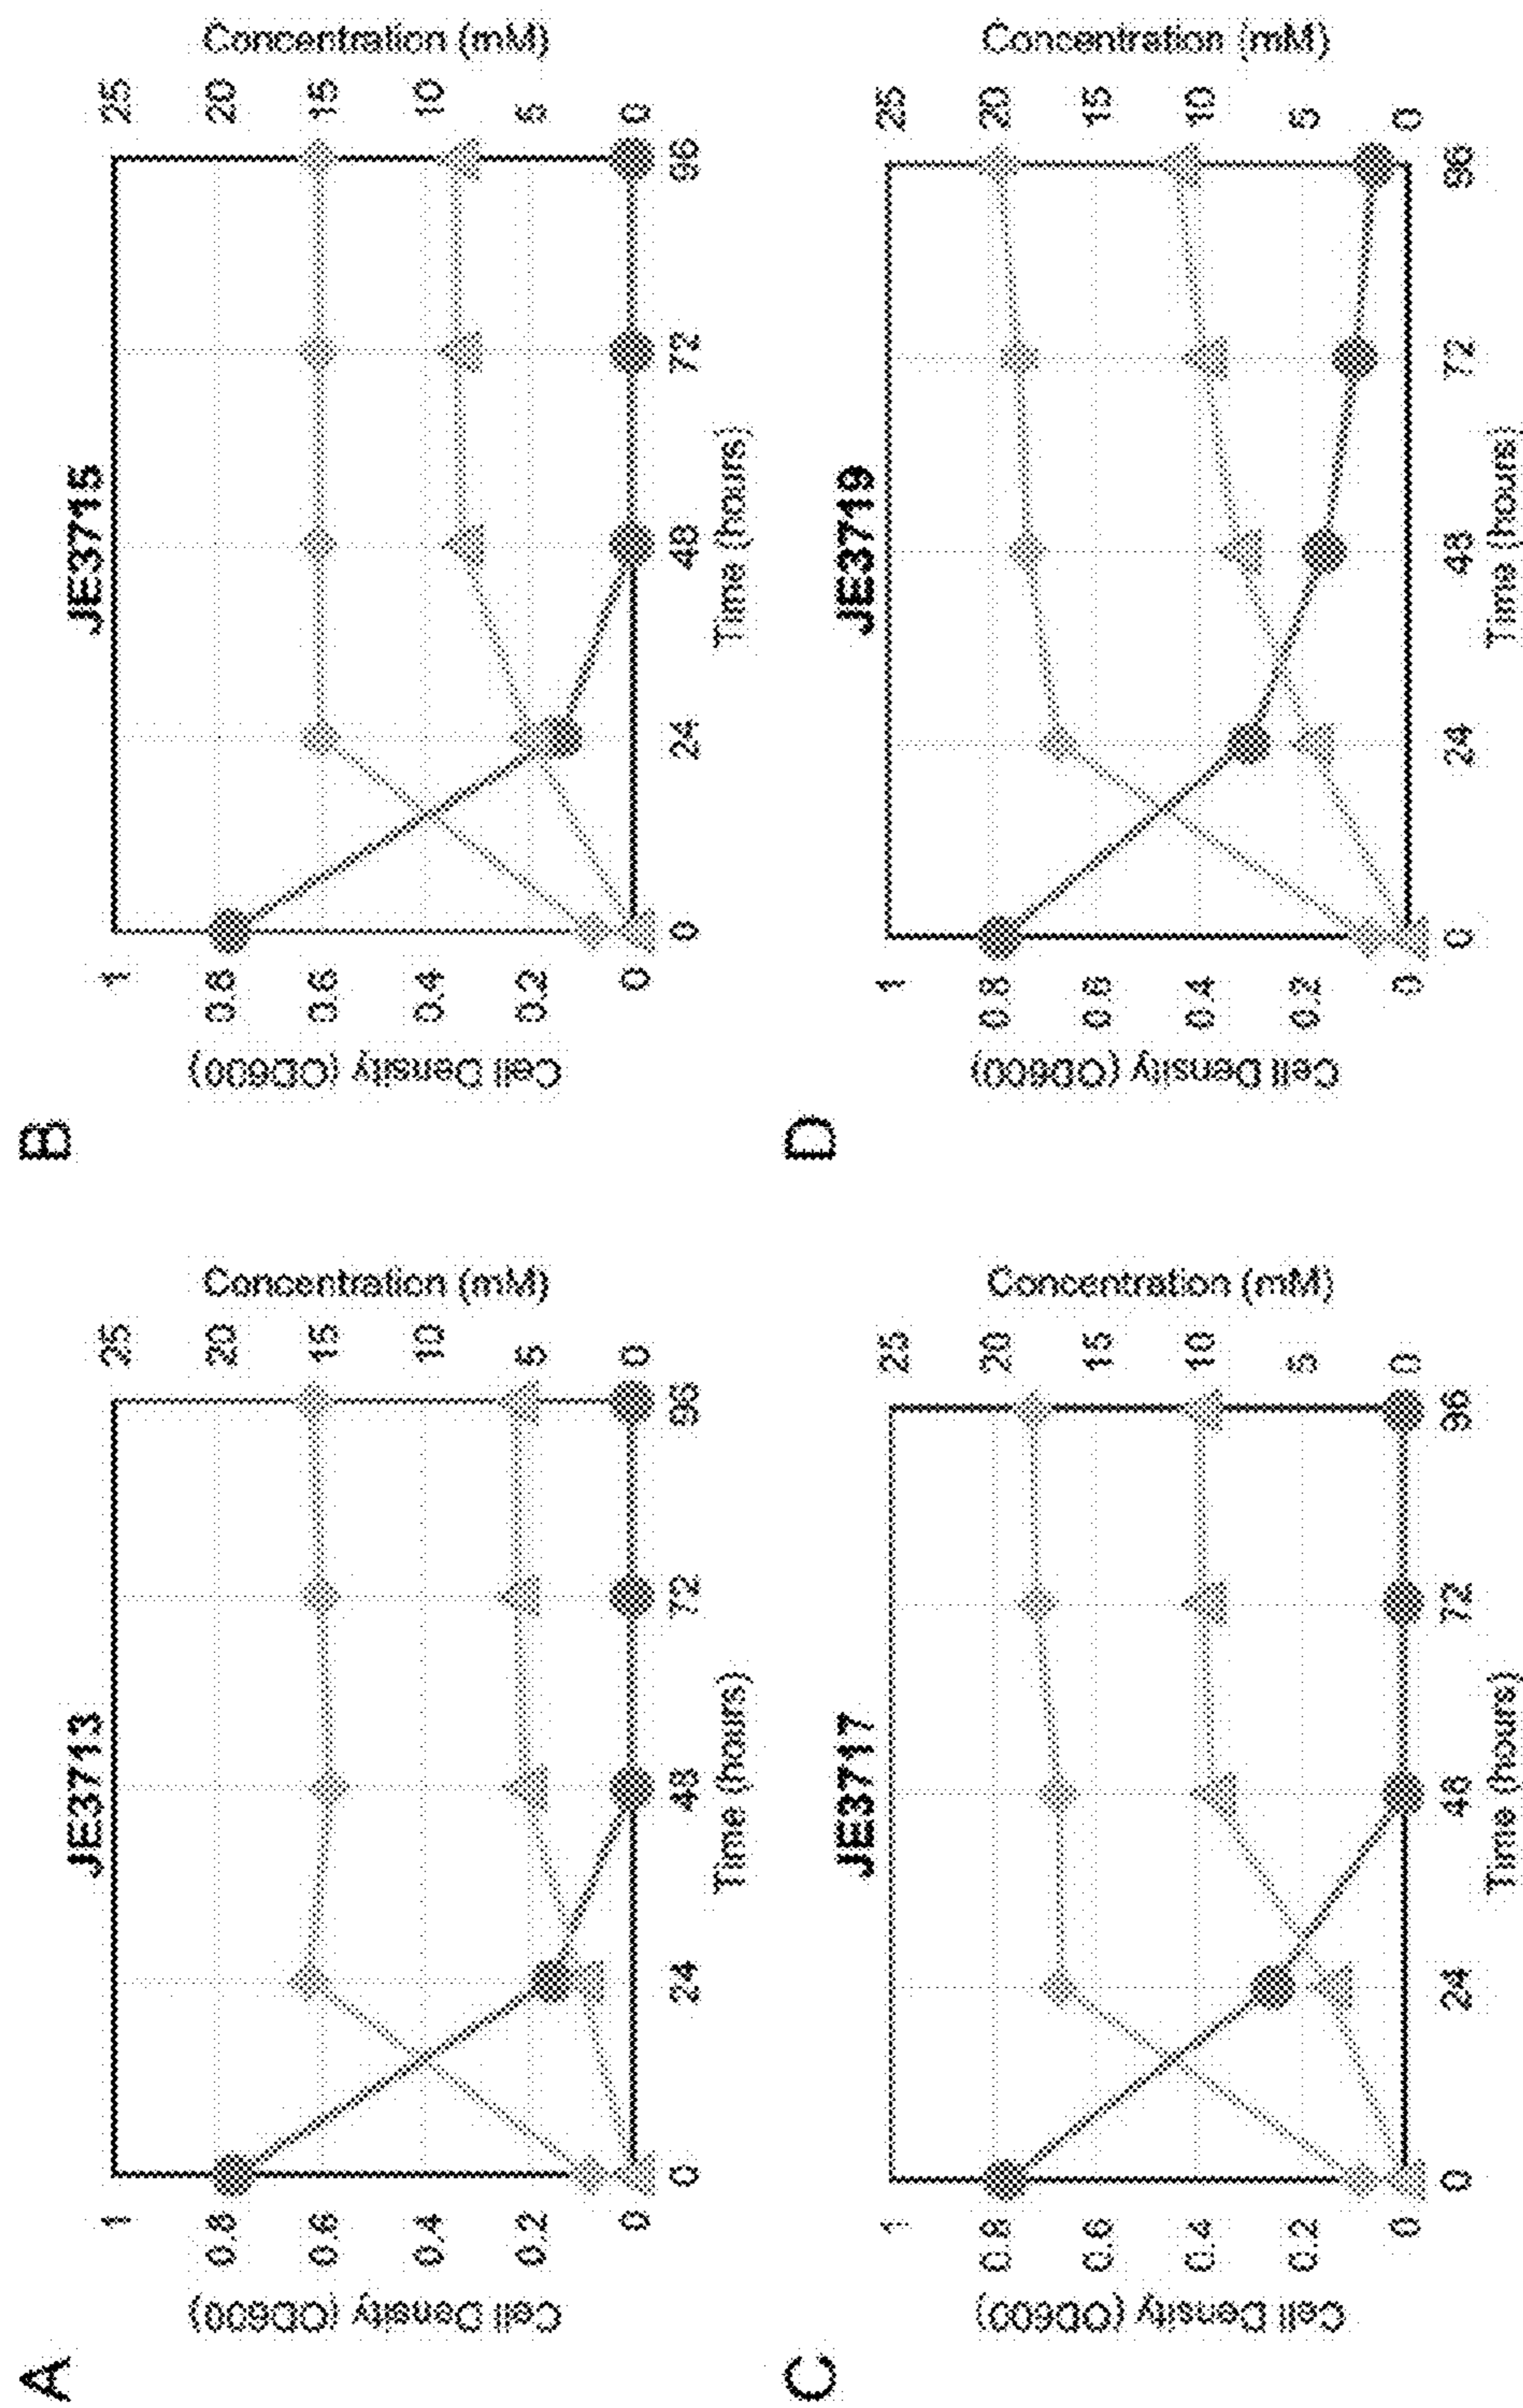 A
JE3713
Cell Density (OD600)
1
0.8
0.6
0.4
0.2
0
25
20
15
10
5
0
Concentration (mM)
0 24 48 72 96
Time (hours)
B
JE3715
Cell Density (OD600)
1
0.8
0.6
0.4
0.2
0
25
20
15
10
5
0
Concentration (mM)
0 24 48 72 96
Time (hours)
C
JE3717
Cell Density (OD600)
1
0.8
0.6
0.4
0.2
0
25
20
15
10
5
0
Concentration (mM)
0 24 48 72 96
Time (hours)
D
JE3719
Cell Density (OD600)
1
0.8
0.6
0.4
0.2
0
25
20
15
10
5
0
Concentration (mM)
0 24 48 72 96
Time (hours)